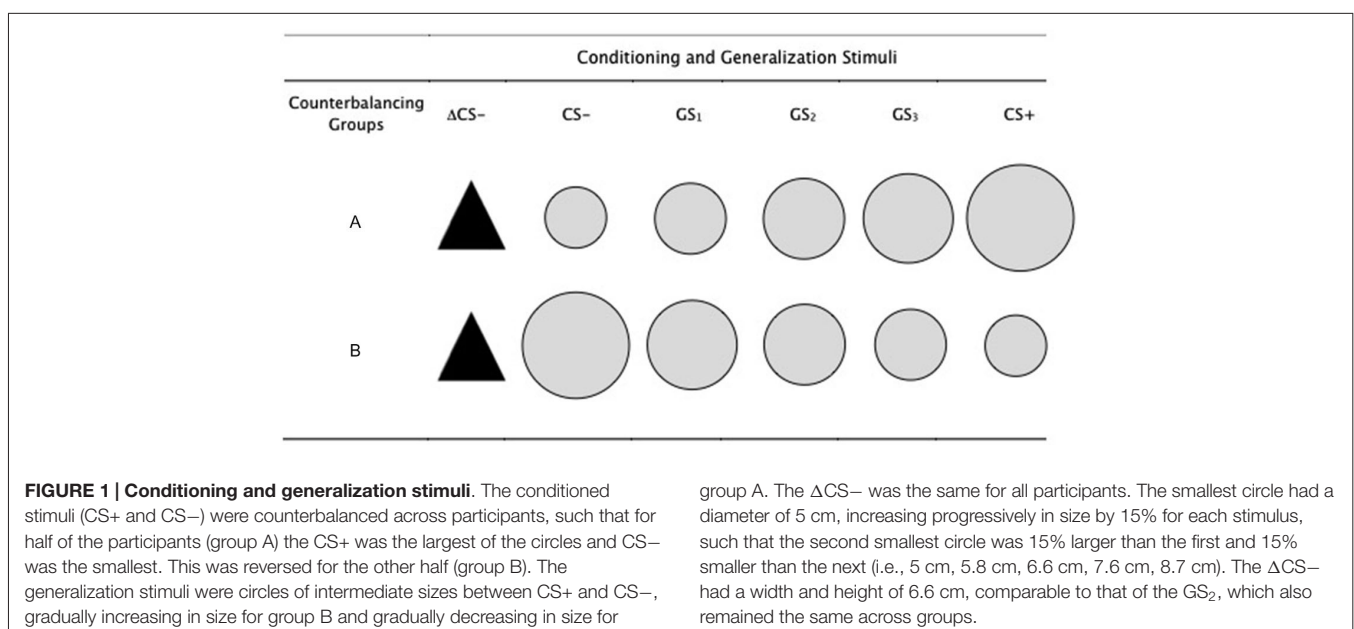 Conditioning and Generalization Stimuli
Counterbalancing
Groups
ΔCS− CS− GS₁ GS₂ GS₃ CS+
A
B
FIGURE 1 | Conditioning and generalization stimuli. The conditioned
stimuli (CS+ and CS−) were counterbalanced across participants, such that for
half of the participants (group A) the CS+ was the largest of the circles and CS−
was the smallest. This was reversed for the other half (group B). The
generalization stimuli were circles of intermediate sizes between CS+ and CS−,
gradually increasing in size for group B and gradually decreasing in size for
group A. The ΔCS− was the same for all participants. The smallest circle had a
diameter of 5 cm, increasing progressively in size by 15% for each stimulus,
such that the second smallest circle was 15% larger than the first and 15%
smaller than the next (i.e., 5 cm, 5.8 cm, 6.6 cm, 7.6 cm, 8.7 cm). The ΔCS−
had a width and height of 6.6 cm, comparable to that of the GS₂, which also
remained the same across groups.